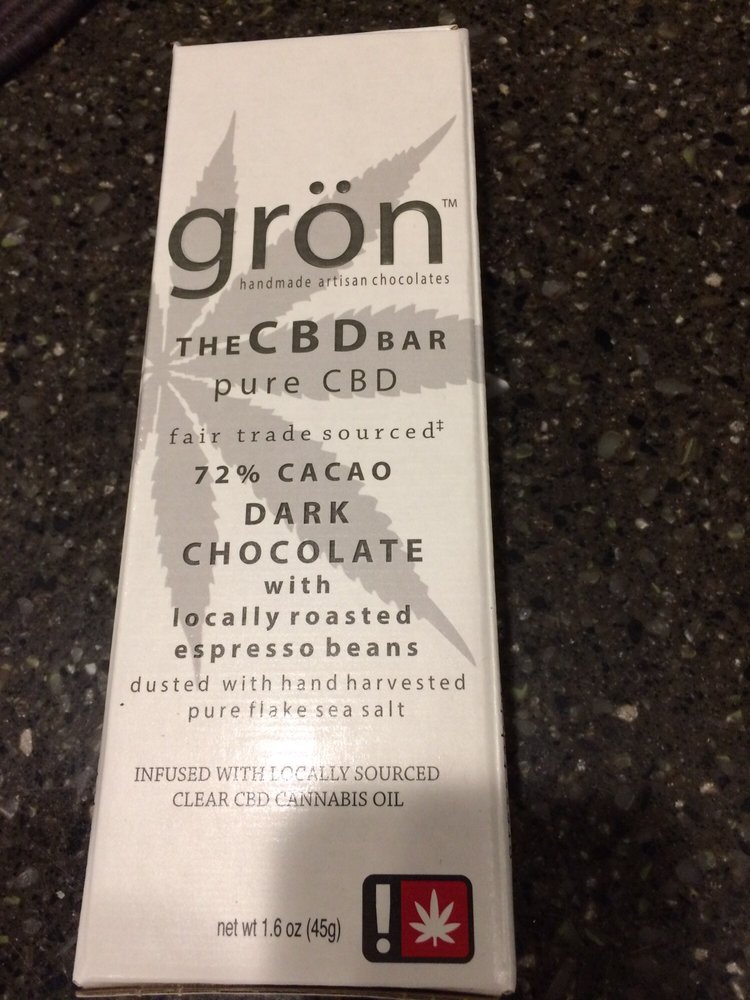 grön™
handmade artisan chocolates
THE CBD BAR
pure CBD
fair trade sourced‡
72% CACAO
DARK
CHOCOLATE
with
locally roasted
espresso beans
dusted with hand harvested
pure flake sea salt
INFUSED WITH LOCALLY SOURCED
CLEAR CBD CANNABIS OIL
net wt 1.6 oz (45g)
!